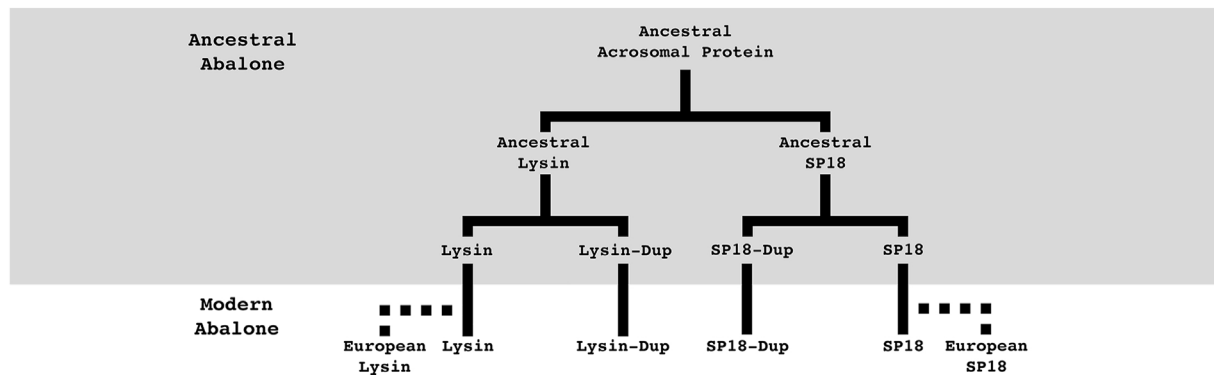 Ancestral
Abalone
Ancestral
Acrosomal Protein
Ancestral
Lysin
Ancestral
SP18
Lysin
Lysin-Dup
SP18-Dup
SP18
Modern
Abalone
European
Lysin
Lysin
Lysin-Dup
SP18-Dup
SP18
European
SP18